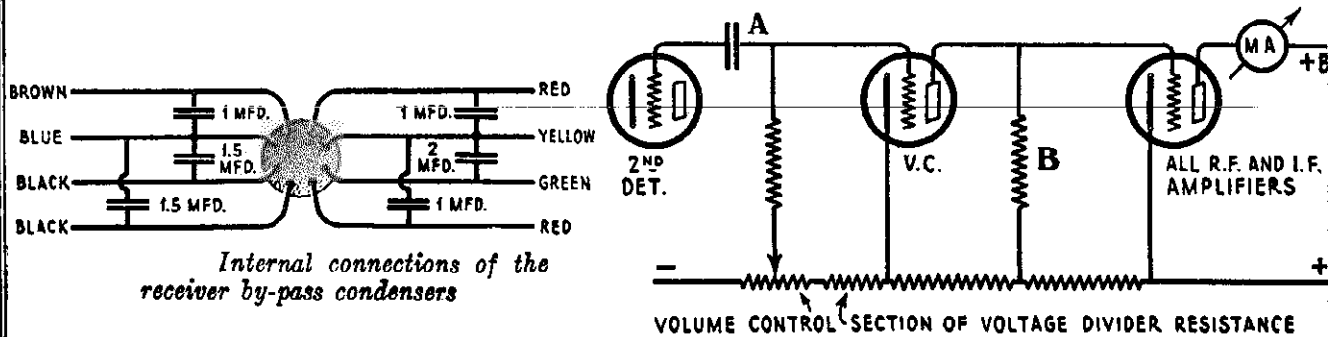 BROWN
BLUE
BLACK
BLACK
1 MFD.
1.5
MFD.
1.5 MFD.
1 MFD.
2
MFD.
1 MFD.
RED
YELLOW
GREEN
RED
Internal connections of the
receiver by-pass condensers
A
MA
+B
2ND
DET.
V.C.
B
ALL R.F. AND I.F.
AMPLIFIERS
−
+
VOLUME CONTROL SECTION OF VOLTAGE DIVIDER RESISTANCE